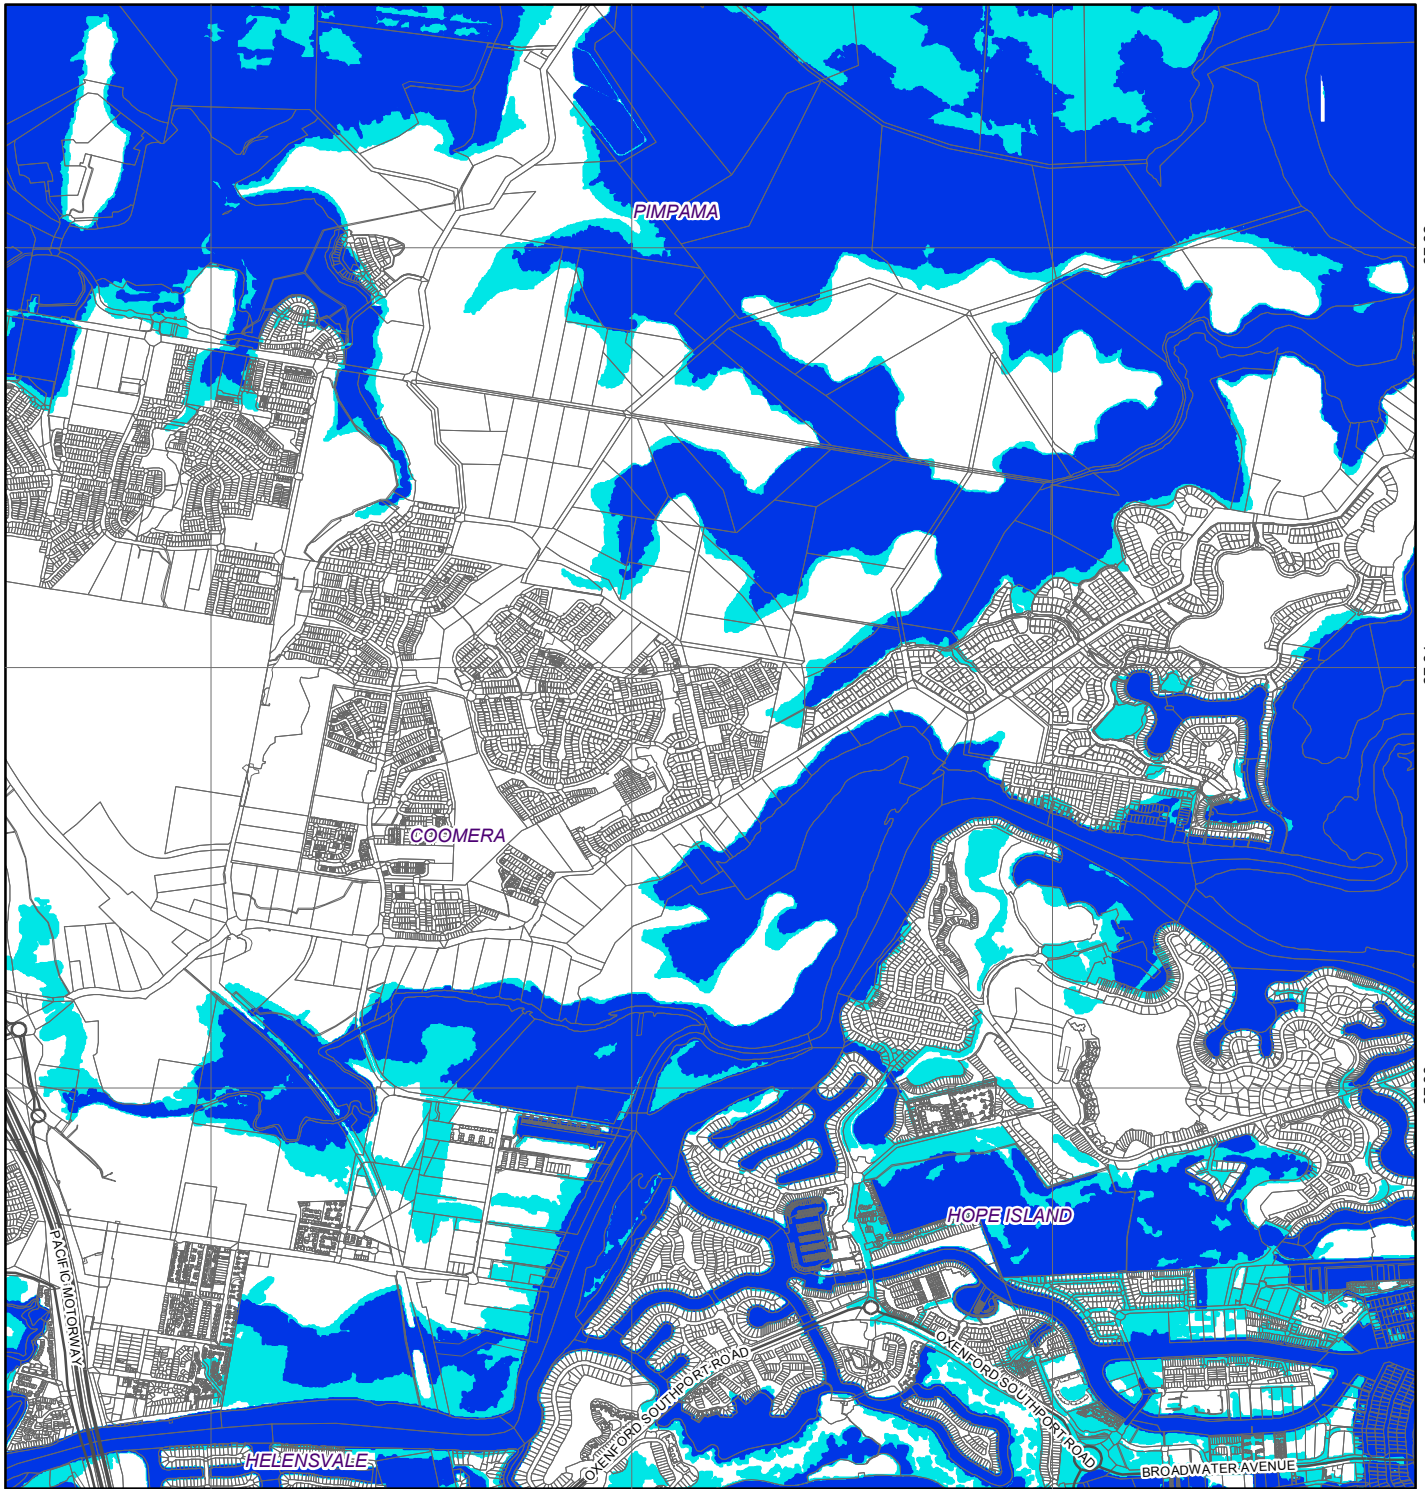 PIMPAMA
COOMERA
HOPE ISLAND
PACIFIC MOTORWAY
OXENFORD SOUTHPORT ROAD
OXENFORD SOUTHPORT ROAD
HELENSVALE
BROADWATER AVENUE